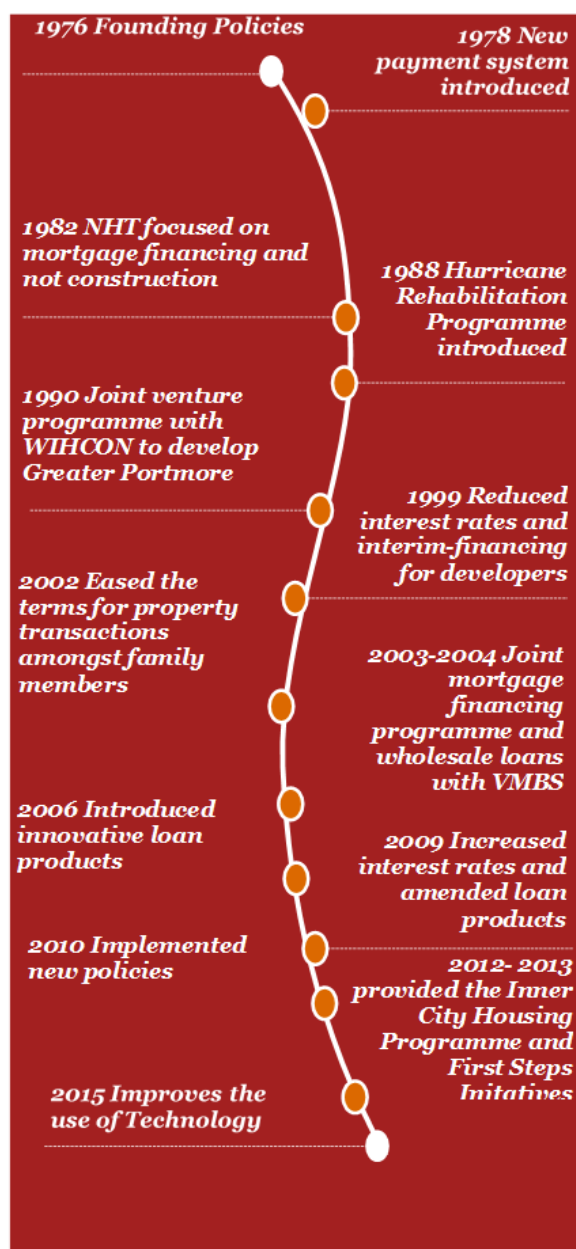 1976 Founding Policies
1978 New
payment system
introduced
1982 NHT focused on
mortgage financing and
not construction
1988 Hurricane
Rehabilitation
Programme
introduced
1990 Joint venture
programme with
WIHCON to develop
Greater Portmore
1999 Reduced
interest rates and
interim-financing
for developers
2002 Eased the
terms for property
transactions
amongst family
members
2003-2004 Joint
mortgage
financing
programme and
wholesale loans
with VMBS
2006 Introduced
innovative loan
products
2009 Increased
interest rates and
amended loan
products
2010 Implemented
new policies
2012- 2013
provided the Inner
City Housing
Programme and
First Steps
Initatives
2015 Improves the
use of Technology